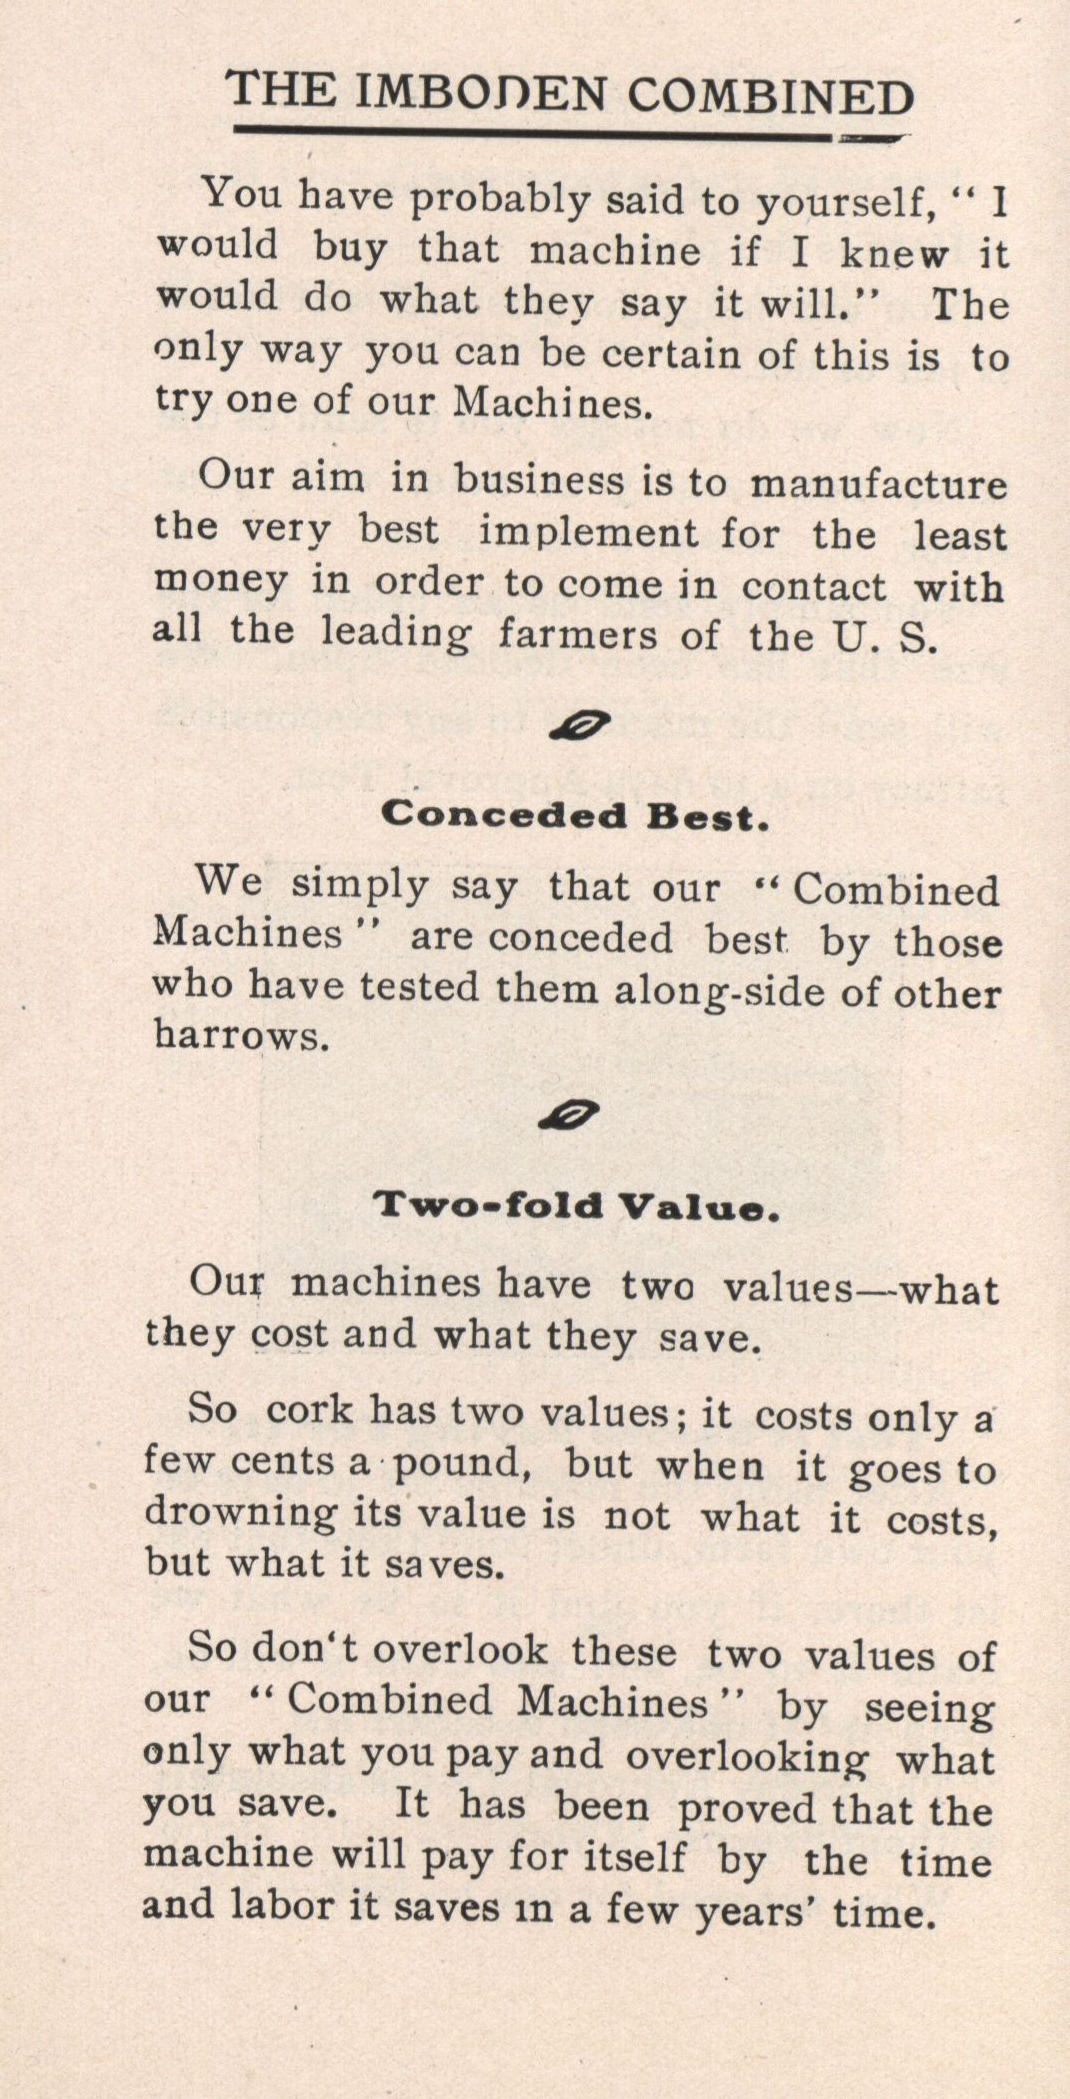 THE IMBODEN COMBINED
You have probably said to yourself, "I
would buy that machine if I knew it
would do what they say it will." The
only way you can be certain of this is to
try one of our Machines.
Our aim in business is to manufacture
the very best implement for the least
money in order to come in contact with
all the leading farmers of the U. S.
Conceded Best.
We simply say that our "Combined
Machines" are conceded best by those
who have tested them along-side of other
harrows.
Two-fold Value.
Our machines have two values—what
they cost and what they save.
So cork has two values; it costs only a
few cents a pound, but when it goes to
drowning its value is not what it costs,
but what it saves.
So don't overlook these two values of
our "Combined Machines" by seeing
only what you pay and overlooking what
you save. It has been proved that the
machine will pay for itself by the time
and labor it saves in a few years' time.